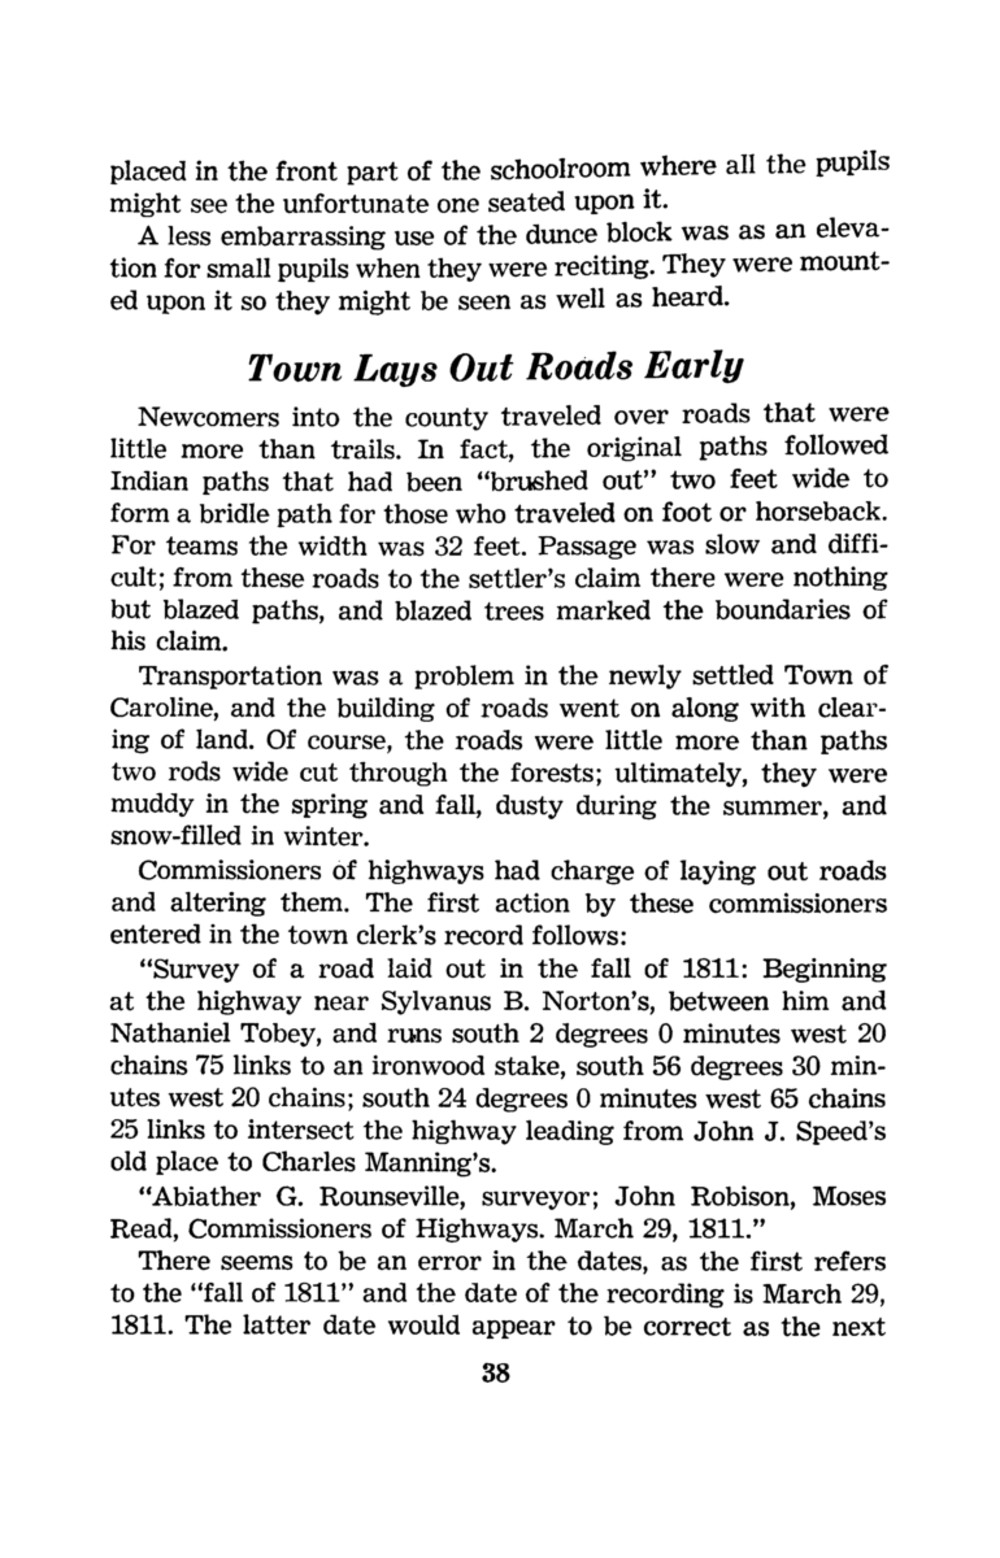 placed in the front part of the schoolroom where all the pupils
might see the unfortunate one seated upon it.
A less embarrassing use of the dunce block was as an eleva-
tion for small pupils when they were reciting. They were mount-
ed upon it so they might be seen as well as heard.
Town Lays Out Roads Early
Newcomers into the county traveled over roads that were
little more than trails. In fact, the original paths followed
Indian paths that had been “brushed out” two feet wide to
form a bridle path for those who traveled on foot or horseback.
For teams the width was 32 feet. Passage was slow and diffi-
cult; from these roads to the settler’s claim there were nothing
but blazed paths, and blazed trees marked the boundaries of
his claim.
Transportation was a problem in the newly settled Town of
Caroline, and the building of roads went on along with clear-
ing of land. Of course, the roads were little more than paths
two rods wide cut through the forests; ultimately, they were
muddy in the spring and fall, dusty during the summer, and
snow-filled in winter.
Commissioners of highways had charge of laying out roads
and altering them. The first action by these commissioners
entered in the town clerk’s record follows:
“Survey of a road laid out in the fall of 1811: Beginning
at the highway near Sylvanus B. Norton’s, between him and
Nathaniel Tobey, and runs south 2 degrees 0 minutes west 20
chains 75 links to an ironwood stake, south 56 degrees 30 min-
utes west 20 chains; south 24 degrees 0 minutes west 65 chains
25 links to intersect the highway leading from John J. Speed’s
old place to Charles Manning’s.
“Abiather G. Rounseville, surveyor; John Robison, Moses
Read, Commissioners of Highways. March 29, 1811.”
There seems to be an error in the dates, as the first refers
to the “fall of 1811” and the date of the recording is March 29,
1811. The latter date would appear to be correct as the next
38